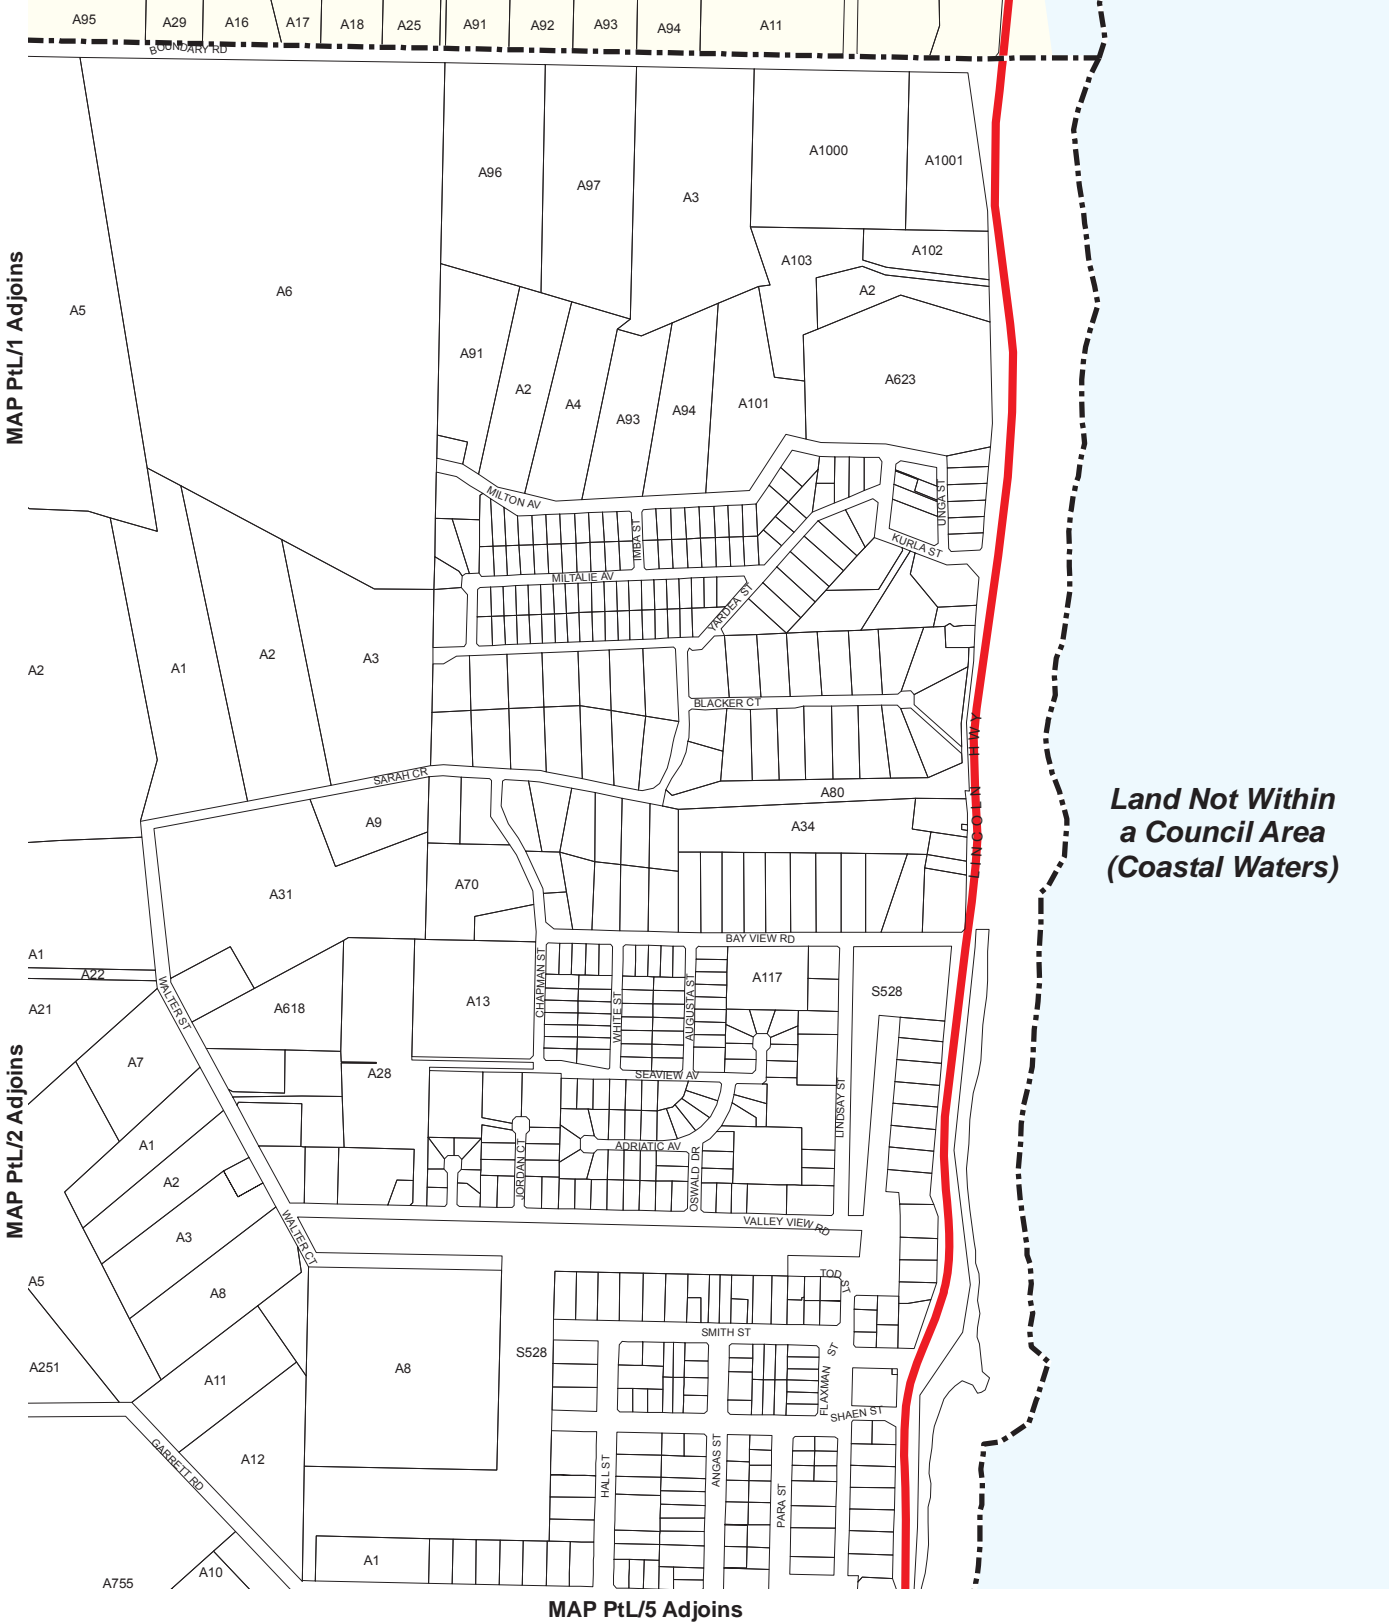 A95
A29
A16
A17
A18
A25
A91
A92
A93
A94
A11
BOUNDARY RD
A1000
A1001
A96
A97
A3
A102
A103
A6
A2
A5
MAP PtL/1 Adjoins
A91
A623
A2
A4
A101
A94
A93
MILTON AV
UNGA ST
IMBA ST
KURLA ST
MILTALIE AV
YARDEA ST
A2
A1
A2
A3
BLACKER CT
LINCOLN HWY
SARAH CR
A80
Land Not Within
a Council Area
(Coastal Waters)
A9
A34
A31
A70
BAY VIEW RD
A1
A22
A21
WALTER ST
A618
A13
CHAPMAN ST
WHITE ST
AUGUSTA ST
A117
S528
A7
A28
SEAVIEW AV
LINDSAY ST
MAP PtL/2 Adjoins
A1
ADRIATIC AV
JORDAN CT
OSWALD DR
A2
A3
WALTER CT
VALLEY VIEW RD
A5
A8
TOD ST
SMITH ST
S528
A251
A8
A11
FLAXMAN ST
SHAEN ST
GARRETT RD
A12
HALL ST
ANGAS ST
PARA ST
A1
A10
A755
MAP PtL/5 Adjoins